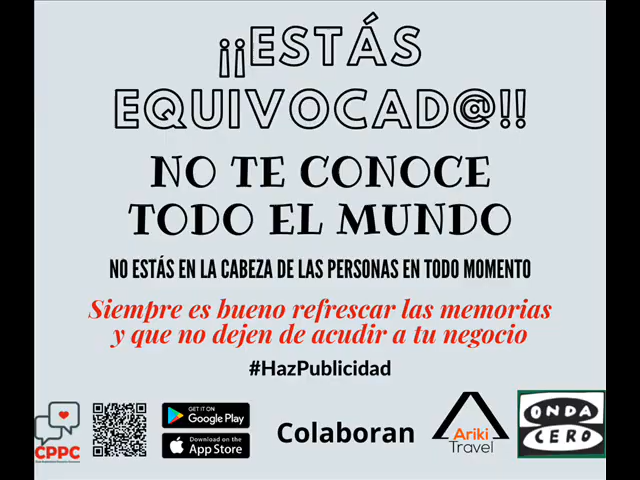 ¡¡ESTÁS
EQUIVOCAD@!!
NO TE CONOCE
TODO EL MUNDO
NO ESTÁS EN LA CABEZA DE LAS PERSONAS EN TODO MOMENTO
Siempre es bueno refrescar las memorias
y que no dejen de acudir a tu negocio
#HazPublicidad
CPPC
GET IT ON
Google Play
Download on the
App Store
Colaboran
Ariki
Travel
ONDA
CERO